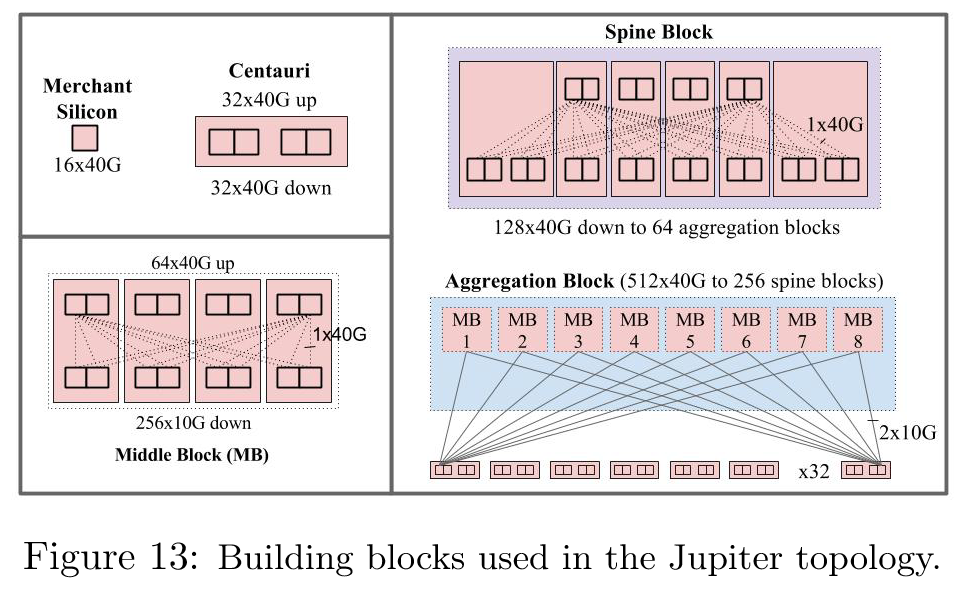 Merchant
Silicon
16x40G
Centauri
32x40G up
32x40G down
64x40G up
1x40G
256x10G down
Middle Block (MB)
Spine Block
1x40G
128x40G down to 64 aggregation blocks
Aggregation Block (512x40G to 256 spine blocks)
MB 1
MB 2
MB 3
MB 4
MB 5
MB 6
MB 7
MB 8
2x10G
x32
Figure 13: Building blocks used in the Jupiter topology.